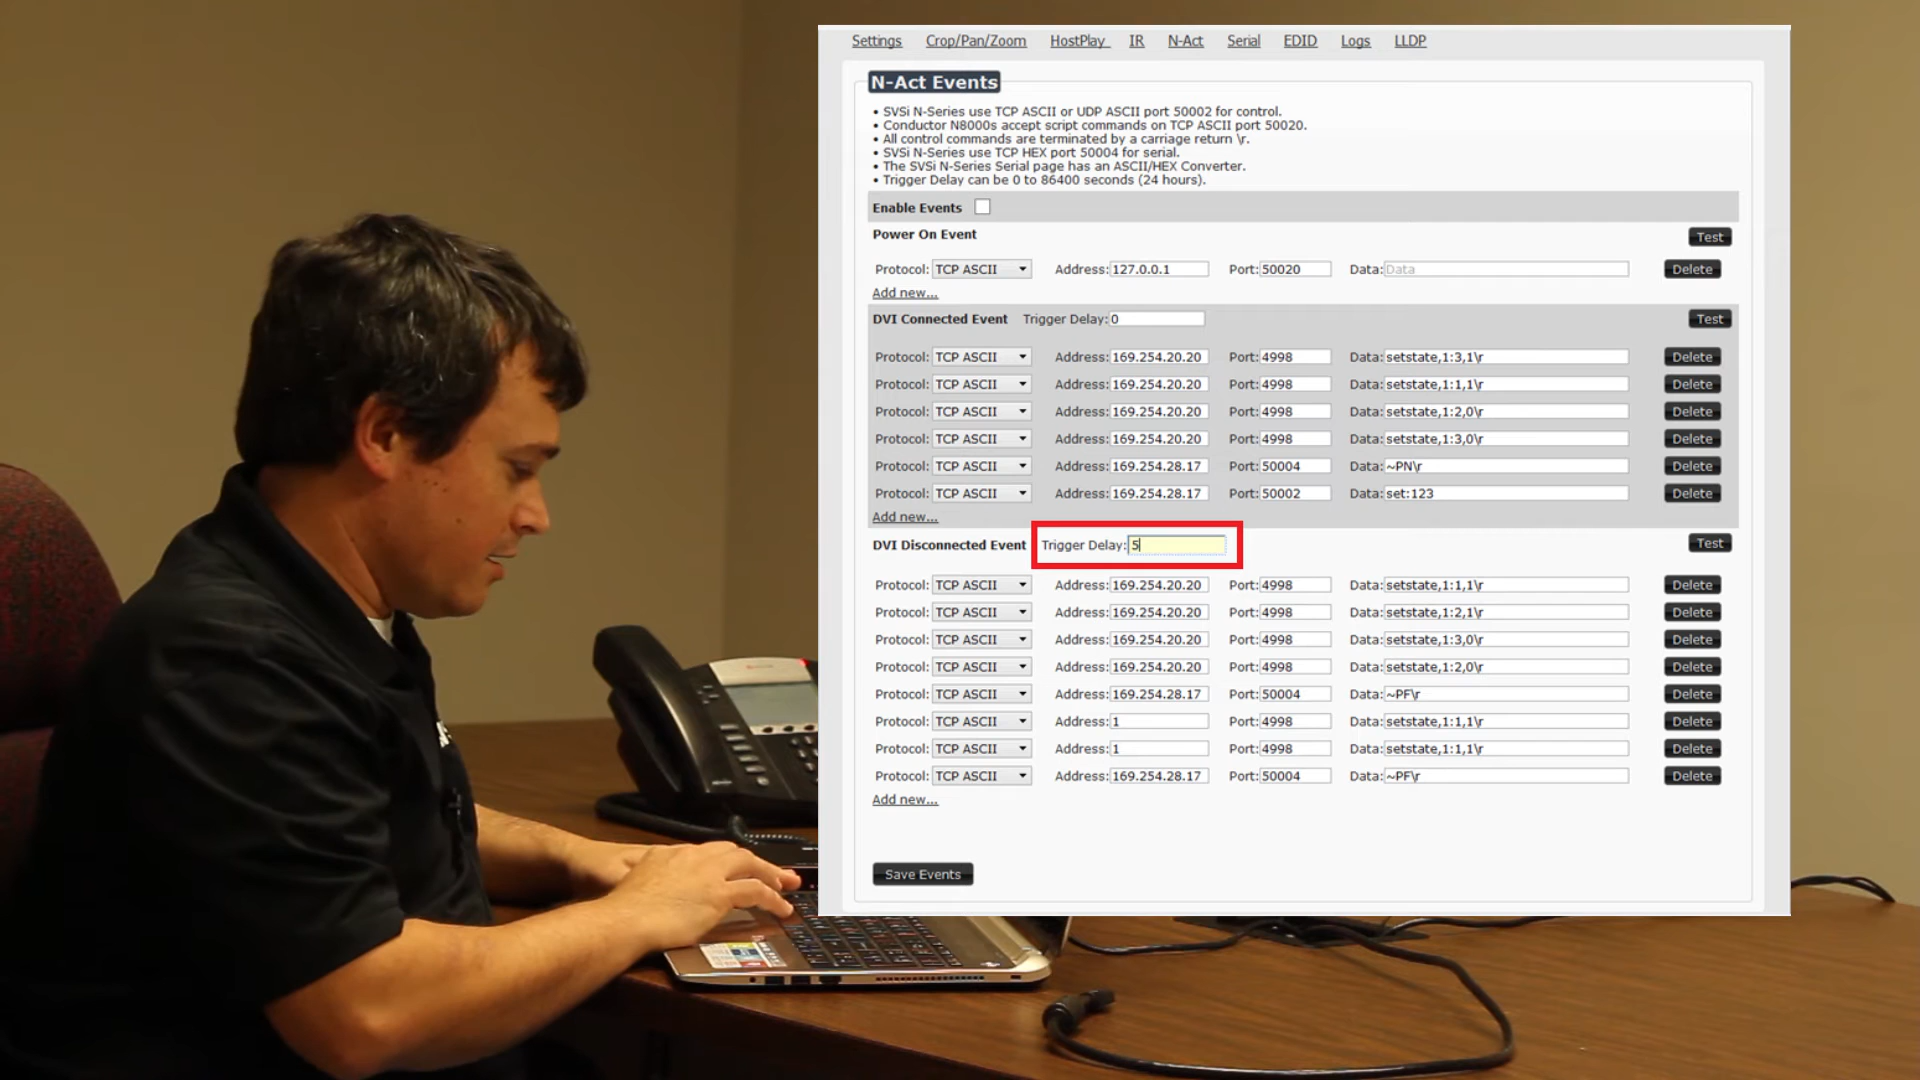 Settings Crop/Pan/Zoom HostPlay IR N-Act Serial EDID Logs LLDP
N-Act Events
• SVSi N-Series use TCP ASCII or UDP ASCII port 50002 for control.
• Conductor N8000s accept script commands on TCP ASCII port 50020.
• All control commands are terminated by a carriage return \r.
• SVSi N-Series use TCP HEX port 50004 for serial.
• The SVSi N-Series Serial page has an ASCII/HEX Converter.
• Trigger Delay can be 0 to 86400 seconds (24 hours).
Enable Events
Power On Event Test
Protocol: TCP ASCII Address: 127.0.0.1 Port: 50020 Data: Data Delete
Add new...
DVI Connected Event Trigger Delay: 0 Test
Protocol: TCP ASCII Address: 169.254.20.20 Port: 4998 Data: setstate,1:3,1\r Delete
Protocol: TCP ASCII Address: 169.254.20.20 Port: 4998 Data: setstate,1:1,1\r Delete
Protocol: TCP ASCII Address: 169.254.20.20 Port: 4998 Data: setstate,1:2,0\r Delete
Protocol: TCP ASCII Address: 169.254.20.20 Port: 4998 Data: setstate,1:3,0\r Delete
Protocol: TCP ASCII Address: 169.254.28.17 Port: 50004 Data: ~PN\r Delete
Protocol: TCP ASCII Address: 169.254.28.17 Port: 50002 Data: set:123 Delete
Add new...
DVI Disconnected Event Trigger Delay: 5 Test
Protocol: TCP ASCII Address: 169.254.20.20 Port: 4998 Data: setstate,1:1,1\r Delete
Protocol: TCP ASCII Address: 169.254.20.20 Port: 4998 Data: setstate,1:2,1\r Delete
Protocol: TCP ASCII Address: 169.254.20.20 Port: 4998 Data: setstate,1:3,0\r Delete
Protocol: TCP ASCII Address: 169.254.20.20 Port: 4998 Data: setstate,1:2,0\r Delete
Protocol: TCP ASCII Address: 169.254.28.17 Port: 50004 Data: ~PF\r Delete
Protocol: TCP ASCII Address: 1 Port: 4998 Data: setstate,1:1,1\r Delete
Protocol: TCP ASCII Address: 1 Port: 4998 Data: setstate,1:1,1\r Delete
Protocol: TCP ASCII Address: 169.254.28.17 Port: 50004 Data: ~PF\r Delete
Add new...
Save Events